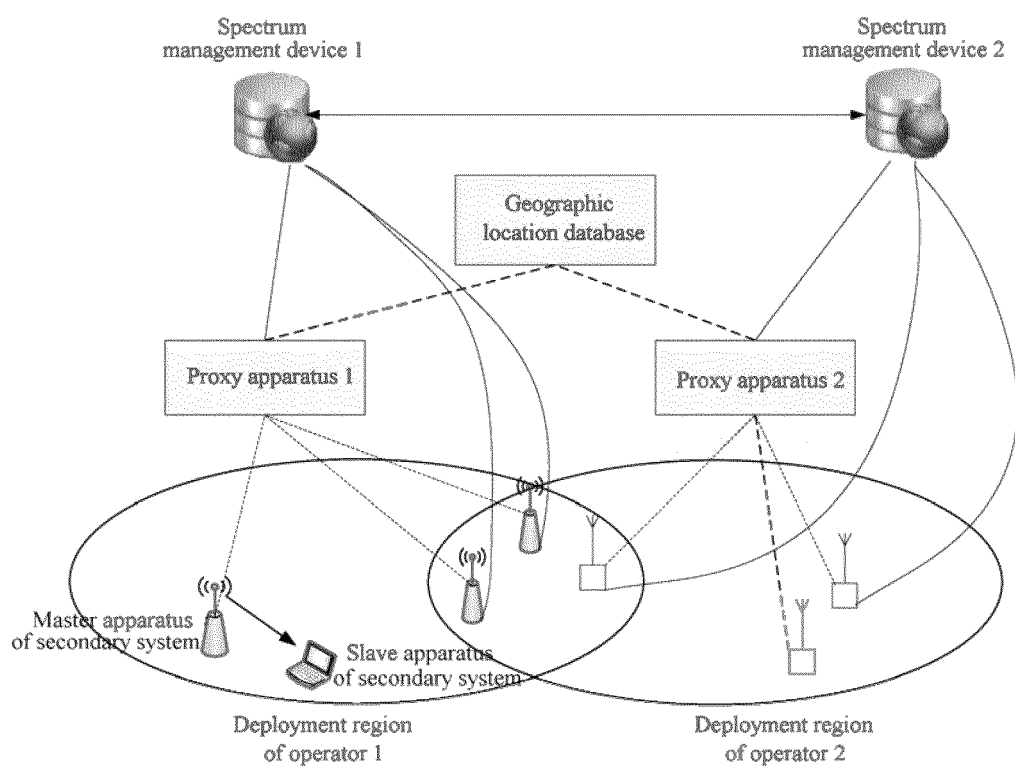 Spectrum
management device 1
Spectrum
management device 2
Geographic
location database
Proxy apparatus 1
Proxy apparatus 2
Master apparatus
of secondary system
Slave apparatus
of secondary system
Deployment region
of operator 1
Deployment region
of operator 2